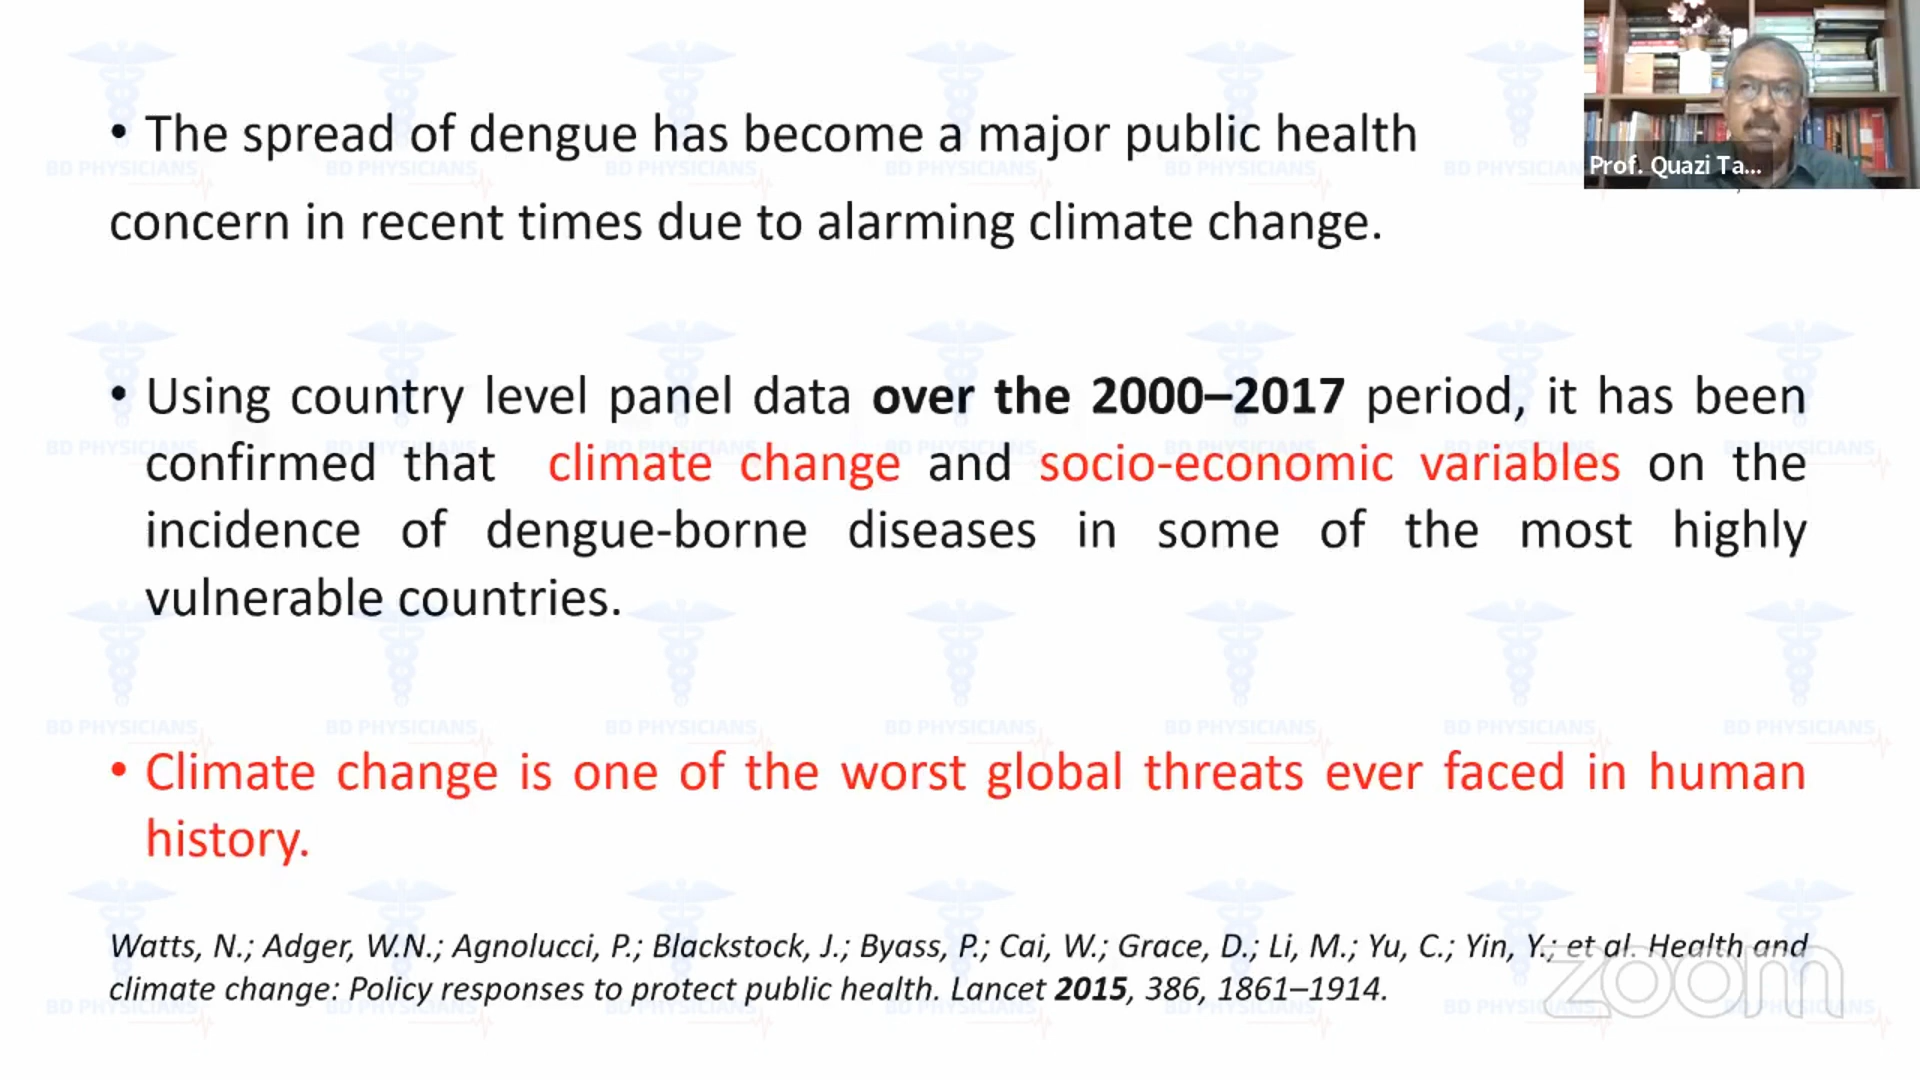 • The spread of dengue has become a major public health
concern in recent times due to alarming climate change.
Prof. Quazi Ta...
• Using country level panel data over the 2000–2017 period, it has been
confirmed that climate change and socio-economic variables on the
incidence of dengue-borne diseases in some of the most highly
vulnerable countries.
• Climate change is one of the worst global threats ever faced in human
history.
Watts, N.; Adger, W.N.; Agnolucci, P.; Blackstock, J.; Byass, P.; Cai, W.; Grace, D.; Li, M.; Yu, C.; Yin, Y.; et al. Health and
climate change: Policy responses to protect public health. Lancet 2015, 386, 1861–1914.
zoom
BD PHYSICIANS